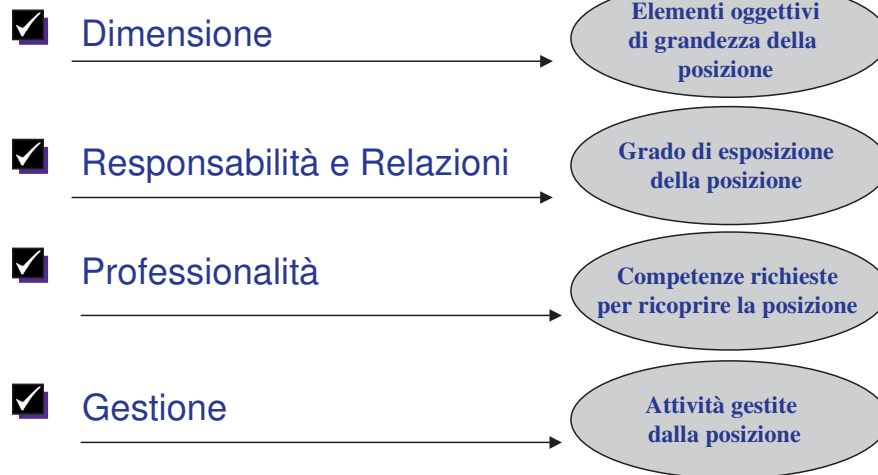 Dimensione
Elementi oggettivi
di grandezza della
posizione
Responsabilità e Relazioni
Grado di esposizione
della posizione
Professionalità
Competenze richieste
per ricoprire la posizione
Gestione
Attività gestite
dalla posizione